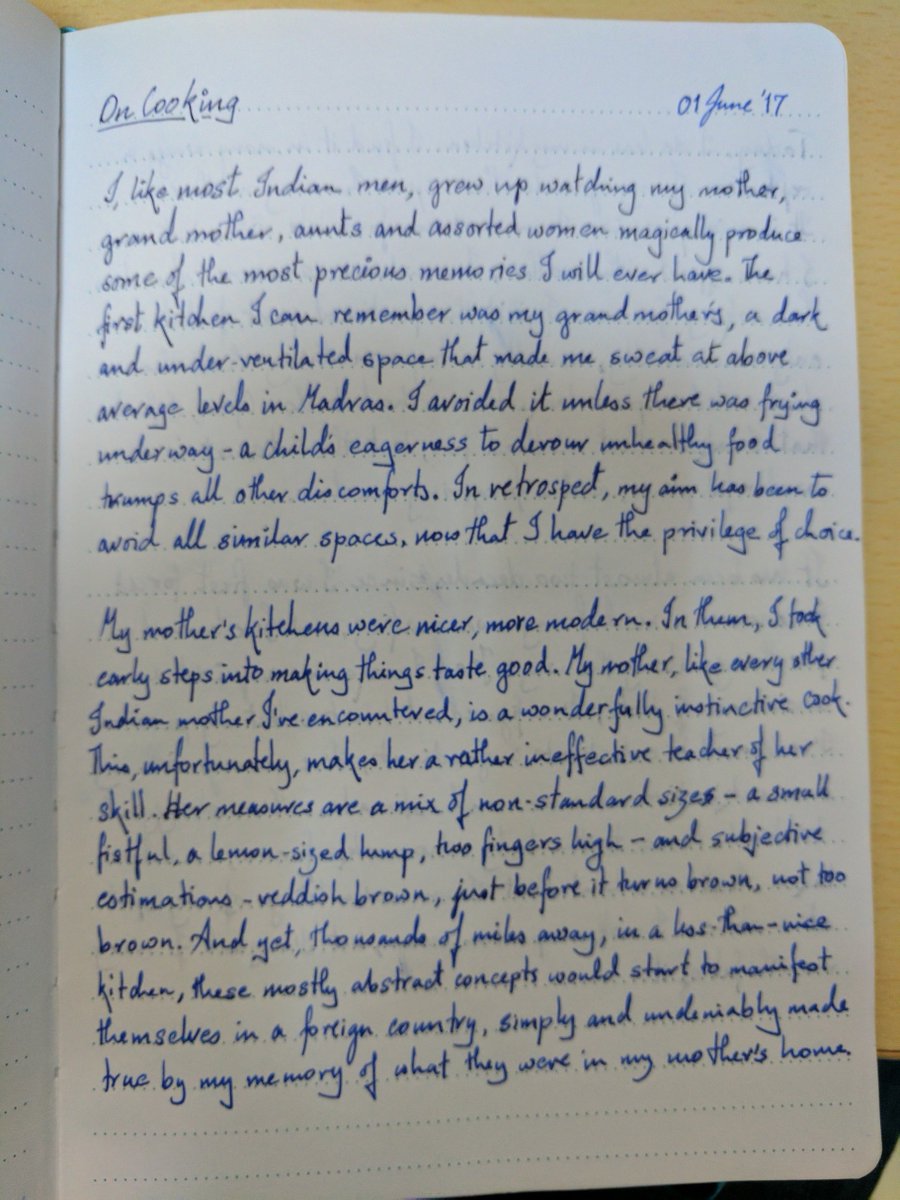 On Cooking
01 June '17
I, like most Indian men, grew up watching my mother,
grand mother, aunts and assorted women magically produce
some of the most precious memories I will ever have. The
first kitchen I can remember was my grandmother's, a dark
and under-ventilated space that made me sweat at above
average levels in Madras. I avoided it unless there was frying
underway - a child's eagerness to devour unhealthy food
trumps all other discomforts. In retrospect, my aim has been to
avoid all similar spaces, now that I have the privilege of choice.
My mother's kitchens were nicer, more modern. In them, I took
early steps into making things taste good. My mother, like every other
Indian mother I've encountered, is a wonderfully instinctive cook.
This, unfortunately, makes her a rather ineffective teacher of her
skill. Her measures are a mix of non-standard sizes - a small
fistful, a lemon-sized lump, two fingers high - and subjective
estimations - reddish brown, just before it turns brown, not too
brown. And yet, thousands of miles away, in a less-than-nice
kitchen, these mostly abstract concepts would start to manifest
themselves in a foreign country, simply and undeniably made
true by my memory of what they were in my mother's home.